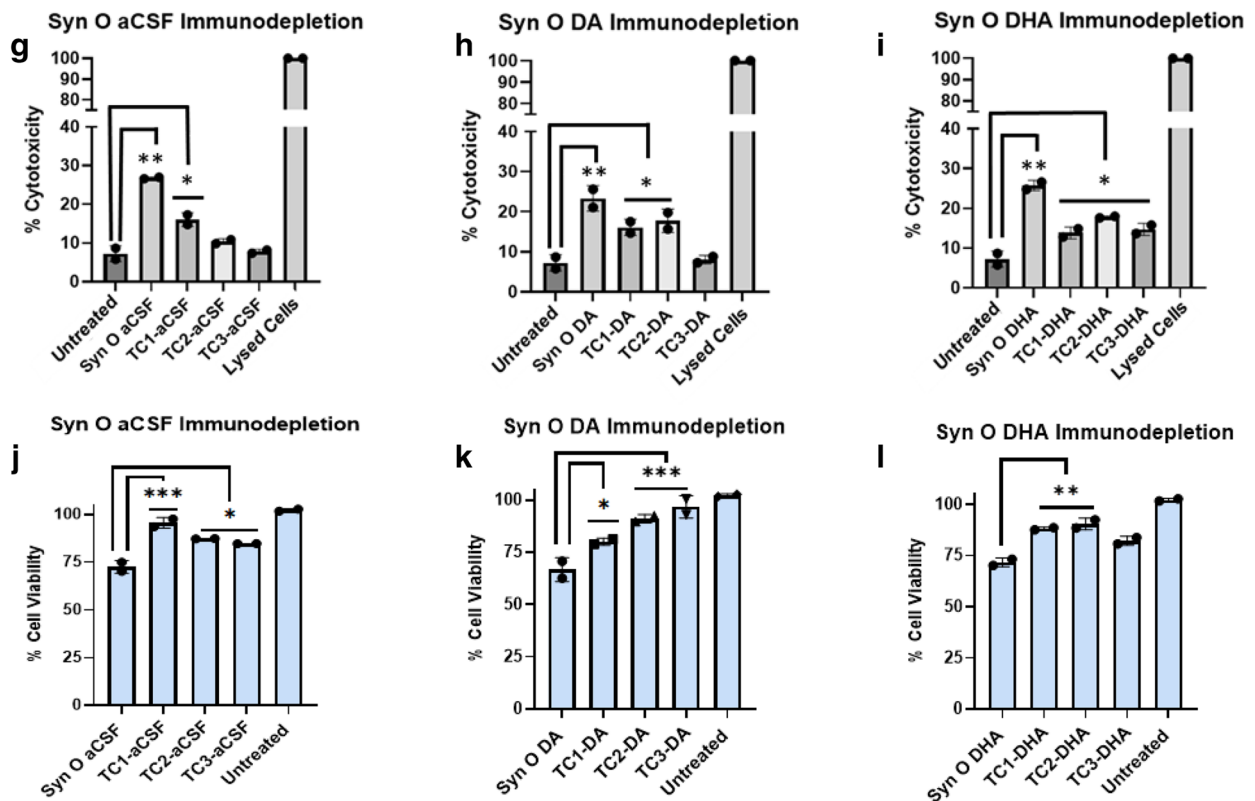 g
Syn O aCSF Immunodepletion
% Cytotoxicity
100
90
80
40
30
20
10
0
**
*
Untreated
Syn O aCSF
TC1-aCSF
TC2-aCSF
TC3-aCSF
Lysed Cells
h
Syn O DA Immunodepletion
% Cytotoxicity
100
90
80
40
30
20
10
0
**
*
Untreated
Syn O DA
TC1-DA
TC2-DA
TC3-DA
Lysed Cells
i
Syn O DHA Immunodepletion
% Cytotoxicity
100
90
80
40
30
20
10
0
**
*
Untreated
Syn O DHA
TC1-DHA
TC2-DHA
TC3-DHA
Lysed Cells
j
Syn O aCSF Immunodepletion
% Cell Viability
100
75
50
25
0
***
*
Syn O aCSF
TC1-aCSF
TC2-aCSF
TC3-aCSF
Untreated
k
Syn O DA Immunodepletion
% Cell Viability
100
75
50
25
0
*
***
Syn O DA
TC1-DA
TC2-DA
TC3-DA
Untreated
l
Syn O DHA Immunodepletion
% Cell Viability
100
75
50
25
0
**
Syn O DHA
TC1-DHA
TC2-DHA
TC3-DHA
Untreated